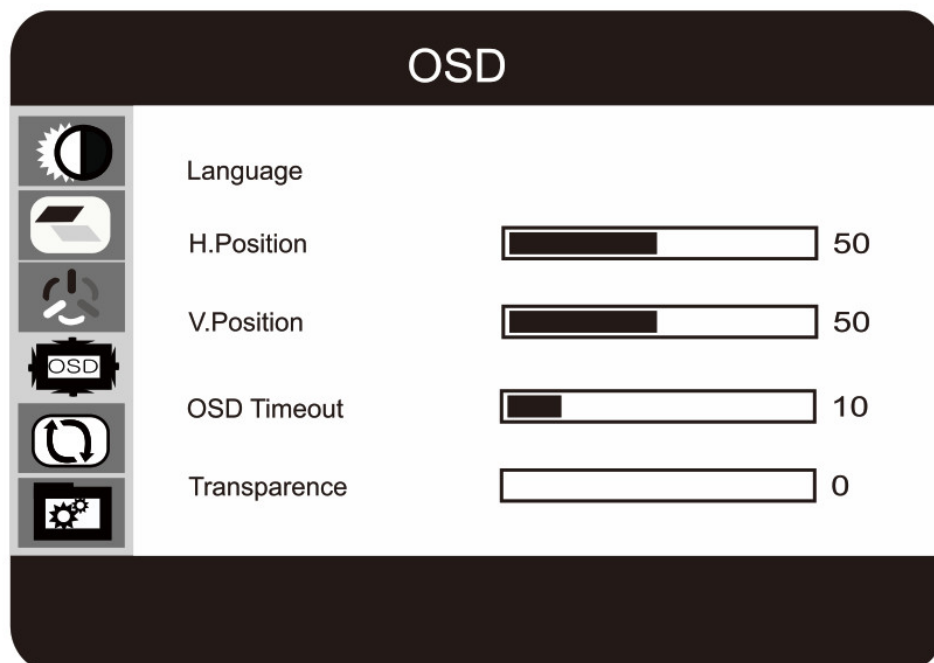 OSD
Language
H.Position 50
V.Position 50
OSD
OSD Timeout 10
Transparence 0